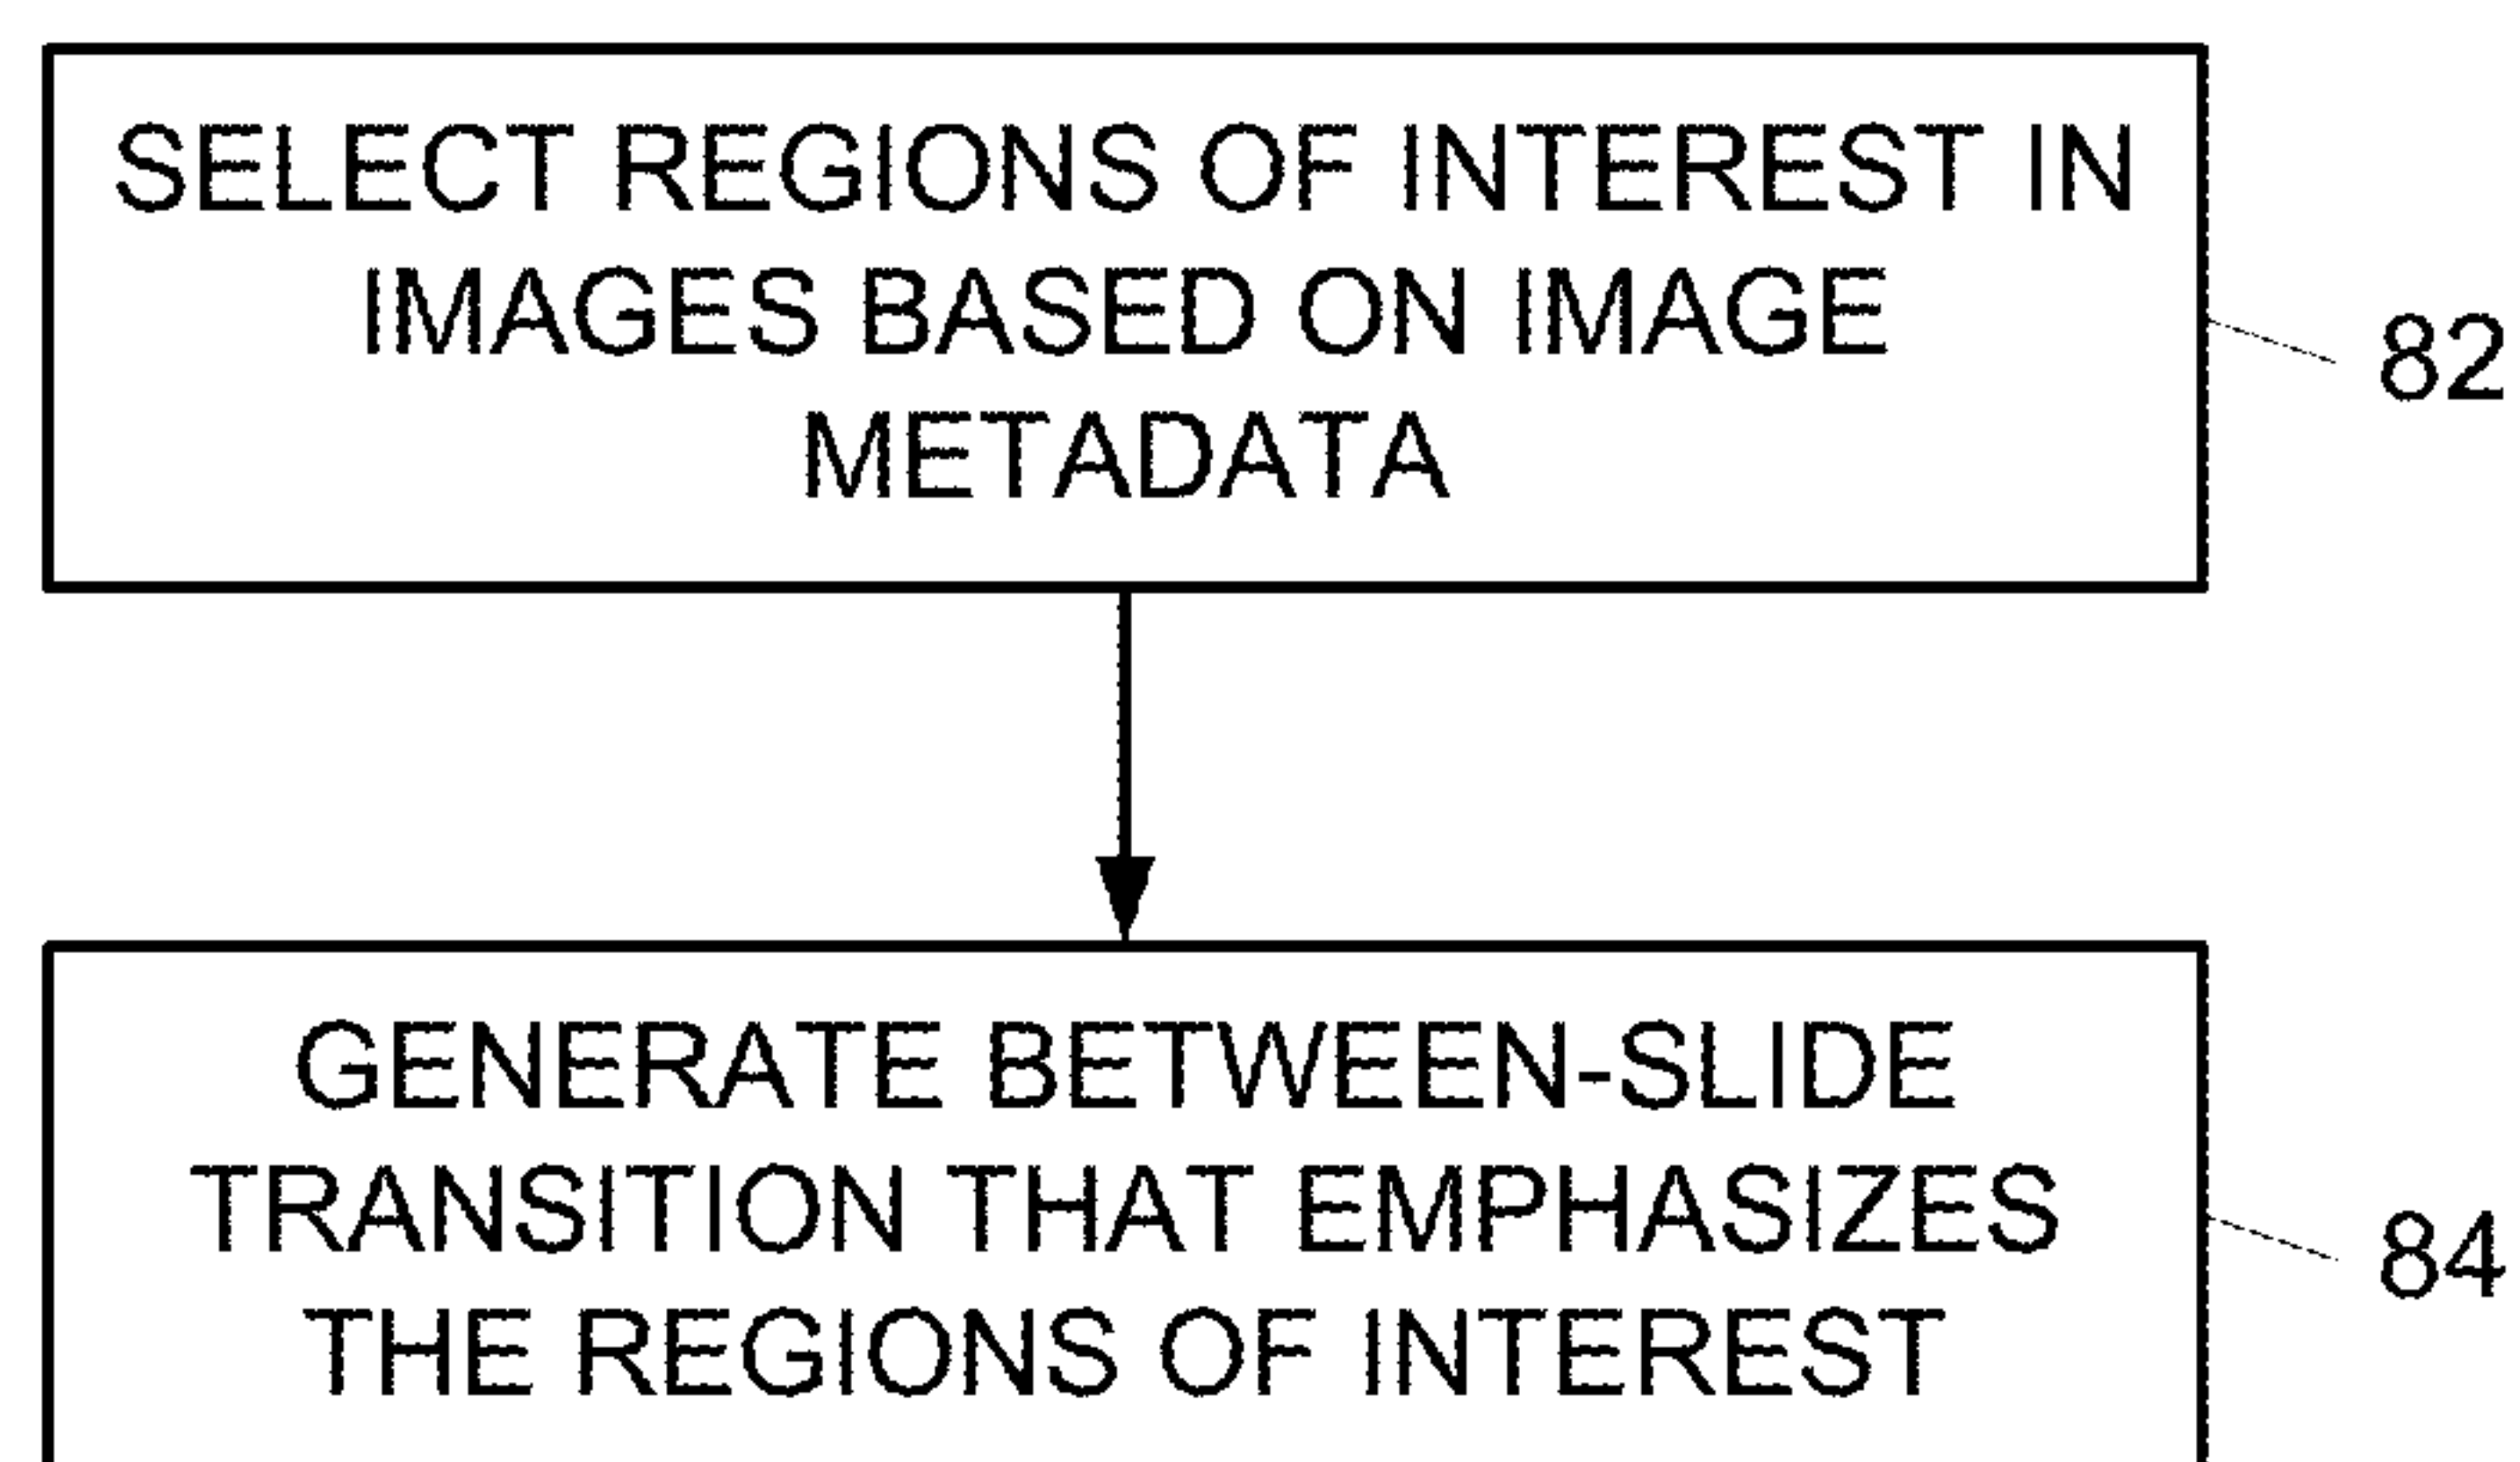 SELECT REGIONS OF INTEREST IN
IMAGES BASED ON IMAGE
METADATA
82
GENERATE BETWEEN-SLIDE
TRANSITION THAT EMPHASIZES
THE REGIONS OF INTEREST
84